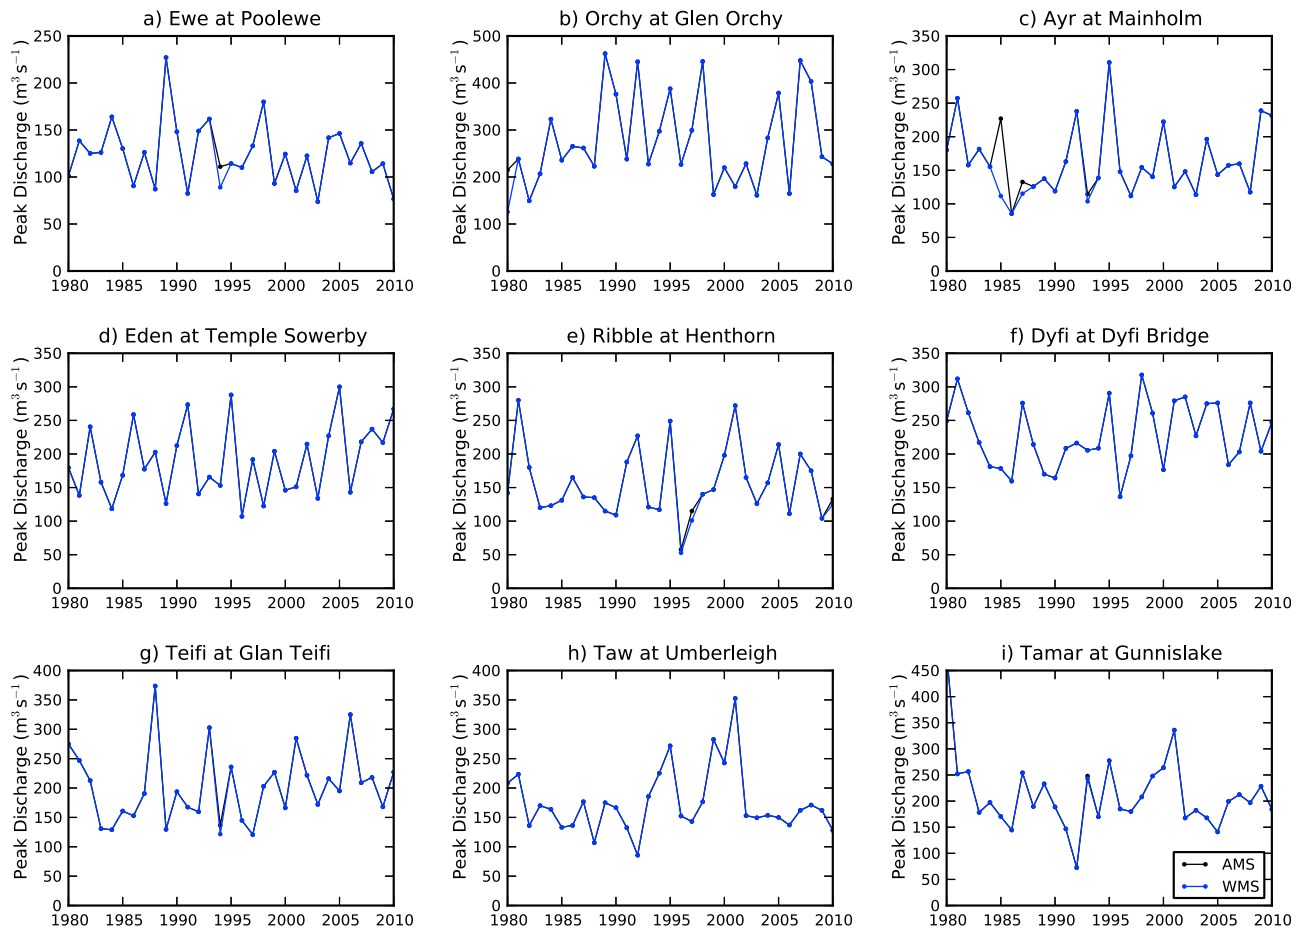 a) Ewe at Poolewe
Peak Discharge (m³ s⁻¹)
250
200
150
100
50
0
1980 1985 1990 1995 2000 2005 2010
b) Orchy at Glen Orchy
Peak Discharge (m³ s⁻¹)
500
400
300
200
100
0
1980 1985 1990 1995 2000 2005 2010
c) Ayr at Mainholm
Peak Discharge (m³ s⁻¹)
350
300
250
200
150
100
50
0
1980 1985 1990 1995 2000 2005 2010
d) Eden at Temple Sowerby
Peak Discharge (m³ s⁻¹)
350
300
250
200
150
100
50
0
1980 1985 1990 1995 2000 2005 2010
e) Ribble at Henthorn
Peak Discharge (m³ s⁻¹)
350
300
250
200
150
100
50
0
1980 1985 1990 1995 2000 2005 2010
f) Dyfi at Dyfi Bridge
Peak Discharge (m³ s⁻¹)
350
300
250
200
150
100
50
0
1980 1985 1990 1995 2000 2005 2010
g) Teifi at Glan Teifi
Peak Discharge (m³ s⁻¹)
400
350
300
250
200
150
100
50
0
1980 1985 1990 1995 2000 2005 2010
h) Taw at Umberleigh
Peak Discharge (m³ s⁻¹)
400
350
300
250
200
150
100
50
0
1980 1985 1990 1995 2000 2005 2010
i) Tamar at Gunnislake
Peak Discharge (m³ s⁻¹)
450
400
350
300
250
200
150
100
50
0
1980 1985 1990 1995 2000 2005 2010
AMS
WMS